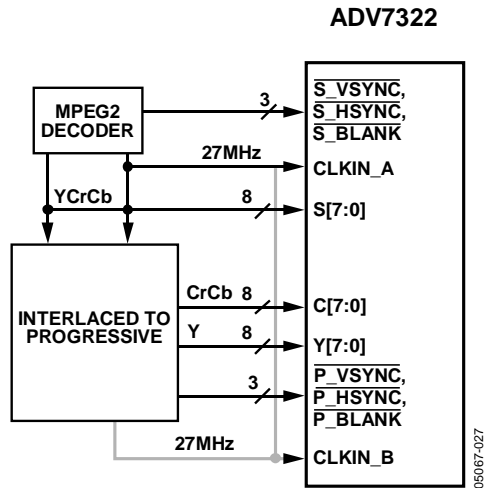 ADV7322
MPEG2
DECODER
3
S_VSYNC,
S_HSYNC,
S_BLANK
27MHz
CLKIN_A
YCrCb
8
S[7:0]
INTERLACED TO
PROGRESSIVE
CrCb 8
C[7:0]
Y 8
Y[7:0]
3
P_VSYNC,
P_HSYNC,
P_BLANK
27MHz
CLKIN_B
05067-027